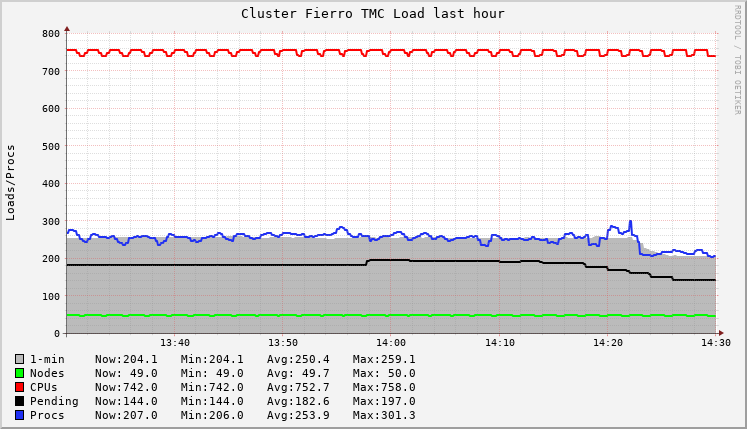 Cluster Fierro TMC Load last hour
RRDTOOL / TOBI OETIKER
Loads/Procs
800
700
600
500
400
300
200
100
0
13:40 13:50 14:00 14:10 14:20 14:30
1-min Now:204.1 Min:204.1 Avg:250.4 Max:259.1
Nodes Now: 49.0 Min: 49.0 Avg: 49.7 Max: 50.0
CPUs Now:742.0 Min:742.0 Avg:752.7 Max:758.0
Pending Now:144.0 Min:144.0 Avg:182.6 Max:197.0
Procs Now:207.0 Min:206.0 Avg:253.9 Max:301.3